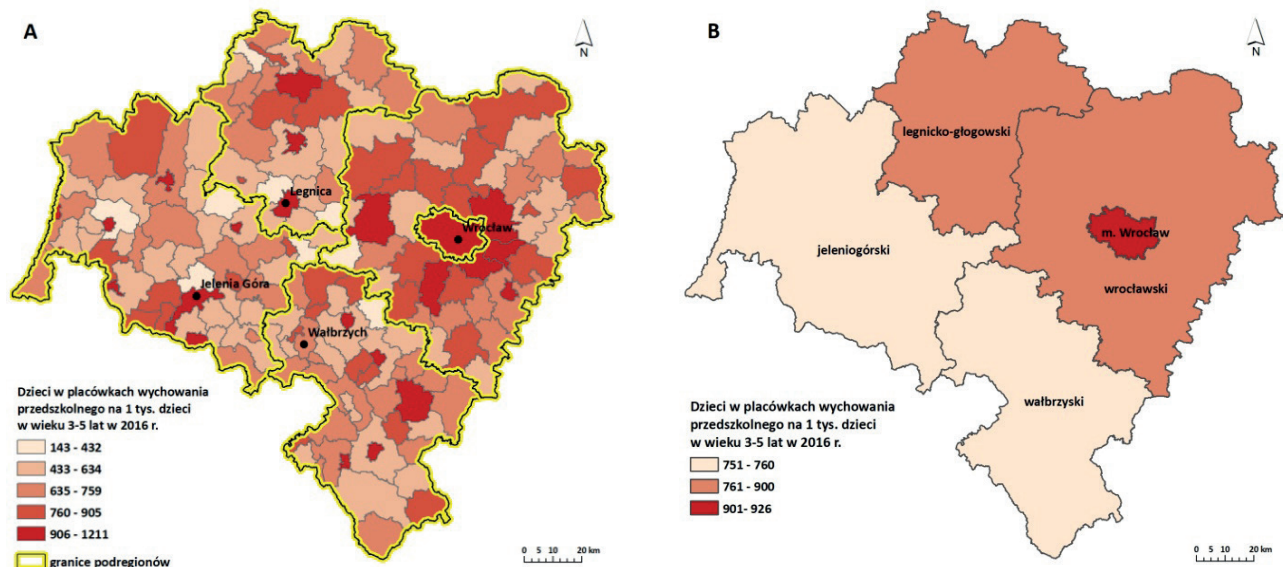 A
N
Legnica
Wrocław
Jelenia Góra
Wałbrzych
Dzieci w placówkach wychowania
przedszkolnego na 1 tys. dzieci
w wieku 3-5 lat w 2016 r.
143 - 432
433 - 634
635 - 759
760 - 905
906 - 1211
granice podregionów
0 5 10 20 km
B
N
legnicko-głogowski
m. Wrocław
jeleniogórski
wrocławski
wałbrzyski
Dzieci w placówkach wychowania
przedszkolnego na 1 tys. dzieci
w wieku 3-5 lat w 2016 r.
751 - 760
761 - 900
901- 926
0 5 10 20 km